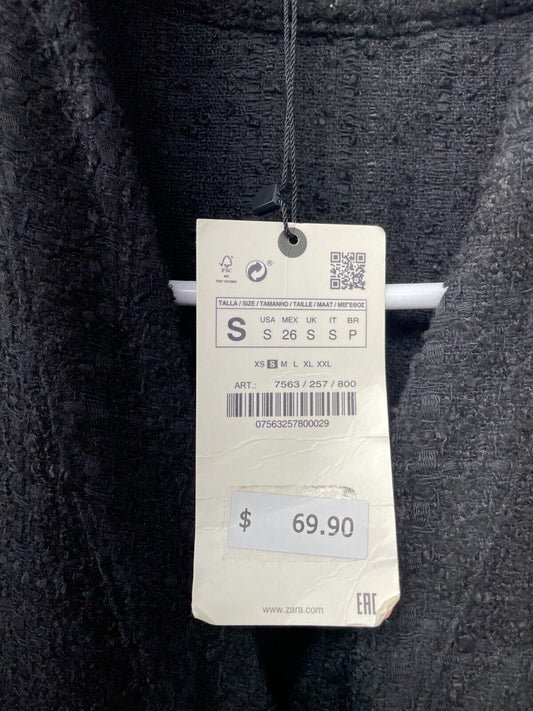 FSC
TALLA / SIZE / TAMANHO / TAILLE / MAAT / ΜΕΓΕΘΟΣ
S
USA MEX UK IT BR
S 26 S S P
XS S M L XL XXL
ART.: 7563 / 257 / 800
07563257800029
$ 69.90
www.zara.com
EAC